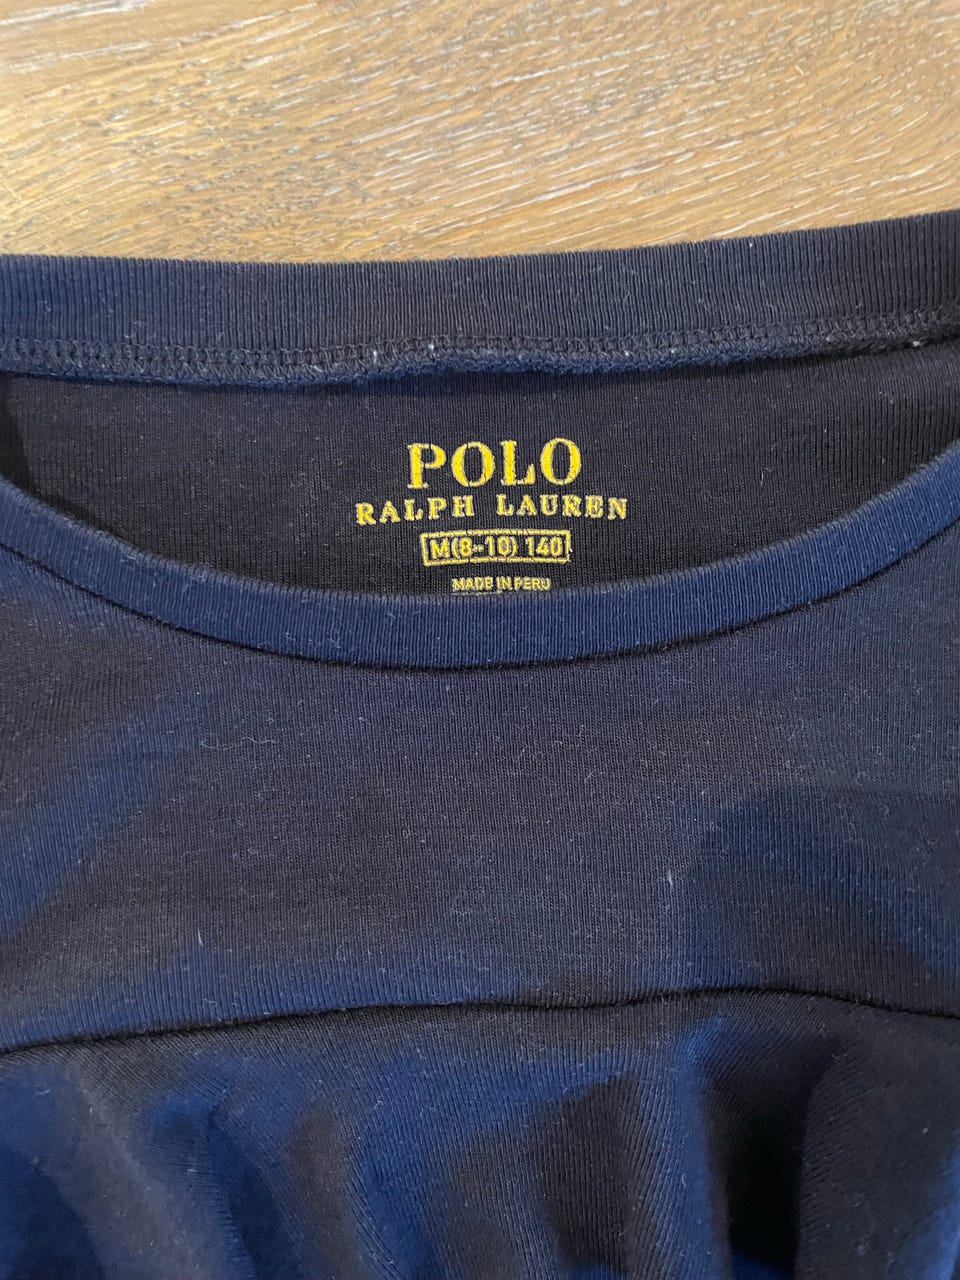 POLO
RALPH LAUREN
M(8-10) 140
MADE IN PERU